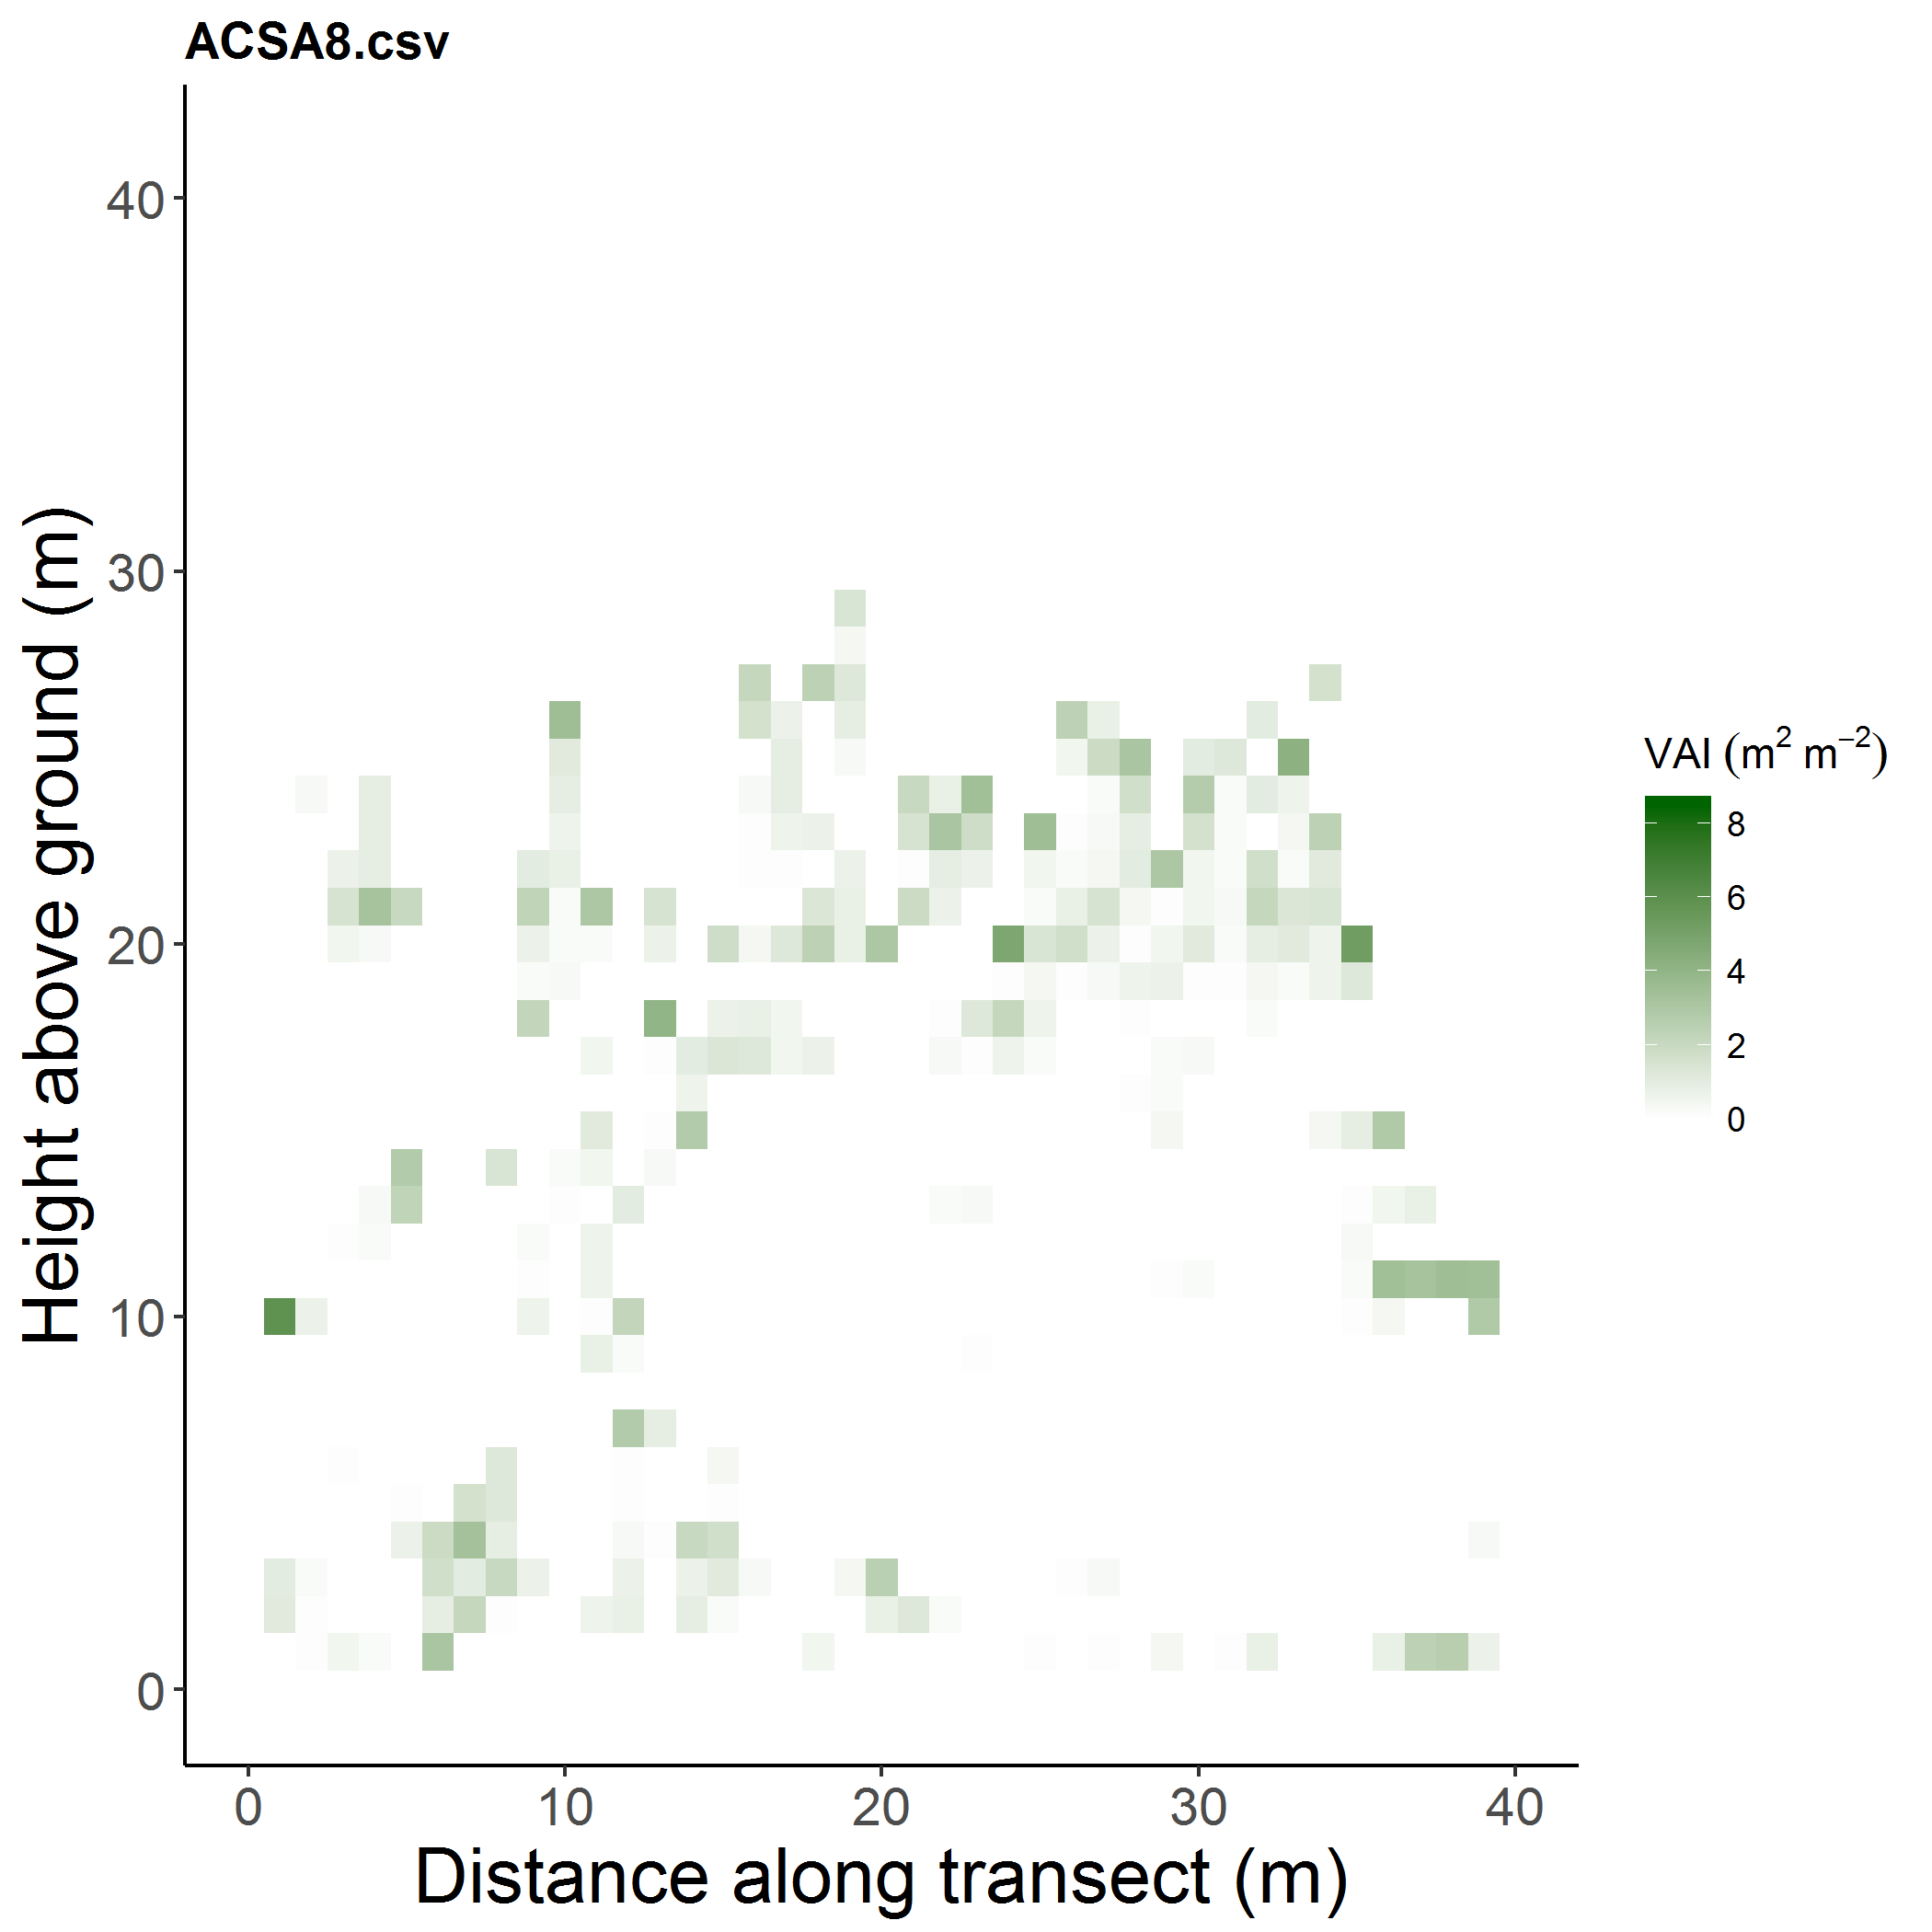 ACSA8.csv
Height above ground (m)
40
30
20
10
0
0 10 20 30 40
Distance along transect (m)
VAI (m² m⁻²)
8
6
4
2
0